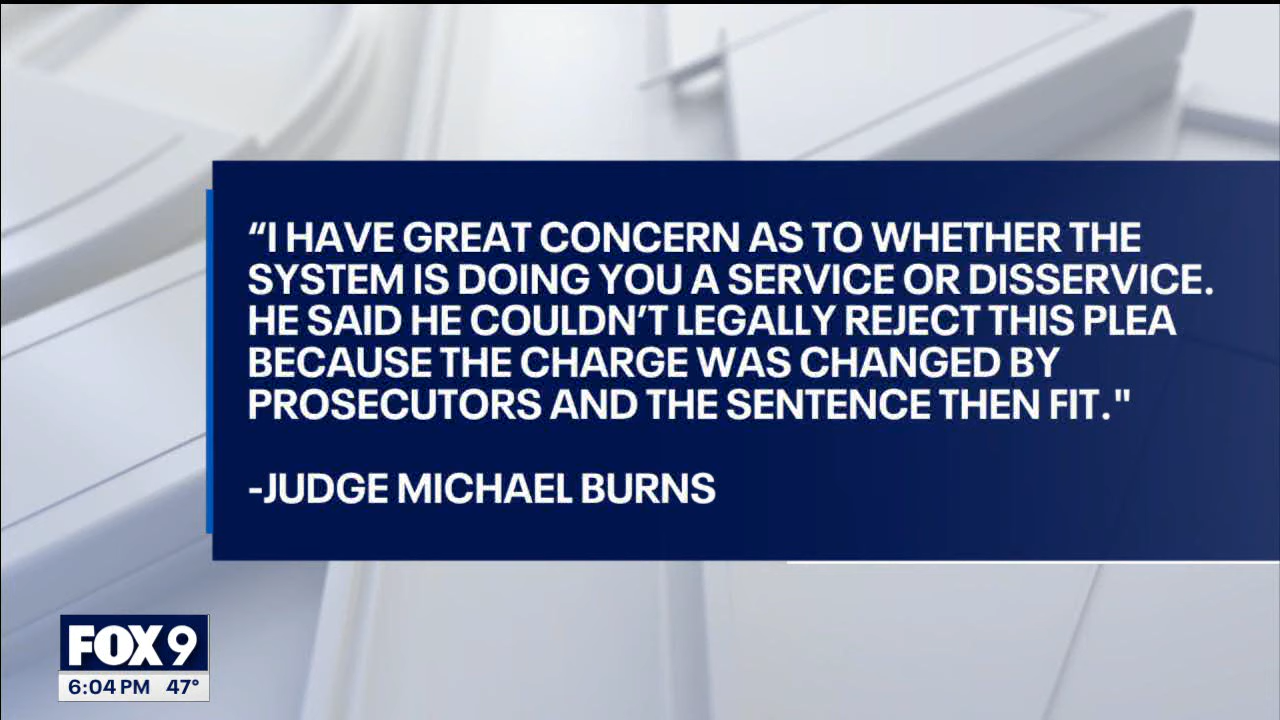 “I HAVE GREAT CONCERN AS TO WHETHER THE
SYSTEM IS DOING YOU A SERVICE OR DISSERVICE.
HE SAID HE COULDN’T LEGALLY REJECT THIS PLEA
BECAUSE THE CHARGE WAS CHANGED BY
PROSECUTORS AND THE SENTENCE THEN FIT."
-JUDGE MICHAEL BURNS
FOX 9
6:04 PM 47°